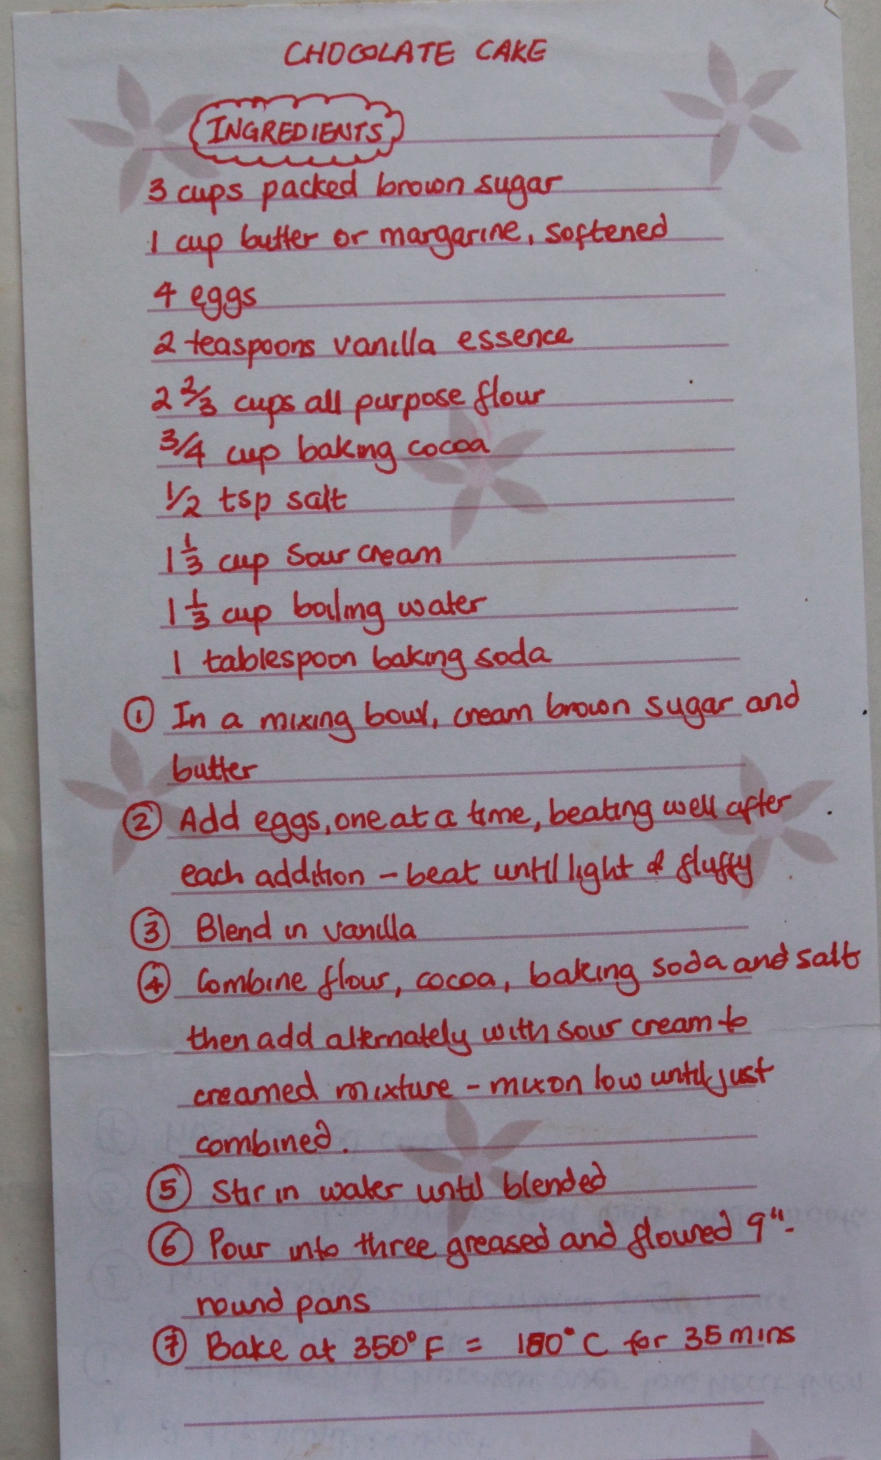 CHOCOLATE CAKE
INGREDIENTS
3 cups packed brown sugar
1 cup butter or margarine, softened
4 eggs
2 teaspoons vanilla essence
2 2/3 cups all purpose flour
3/4 cup baking cocoa
1/2 tsp salt
1 1/3 cup sour cream
1 1/3 cup boiling water
1 tablespoon baking soda
① In a mixing bowl, cream brown sugar and
butter
② Add eggs, one at a time, beating well after
each addition - beat until light & fluffy
③ Blend in vanilla
④ Combine flour, cocoa, baking soda and salt
then add alternately with sour cream to
creamed mixture - mix on low until just
combined.
⑤ Stir in water until blended
⑥ Pour into three greased and floured 9"-
round pans
⑦ Bake at 350° F = 180° C for 35 mins